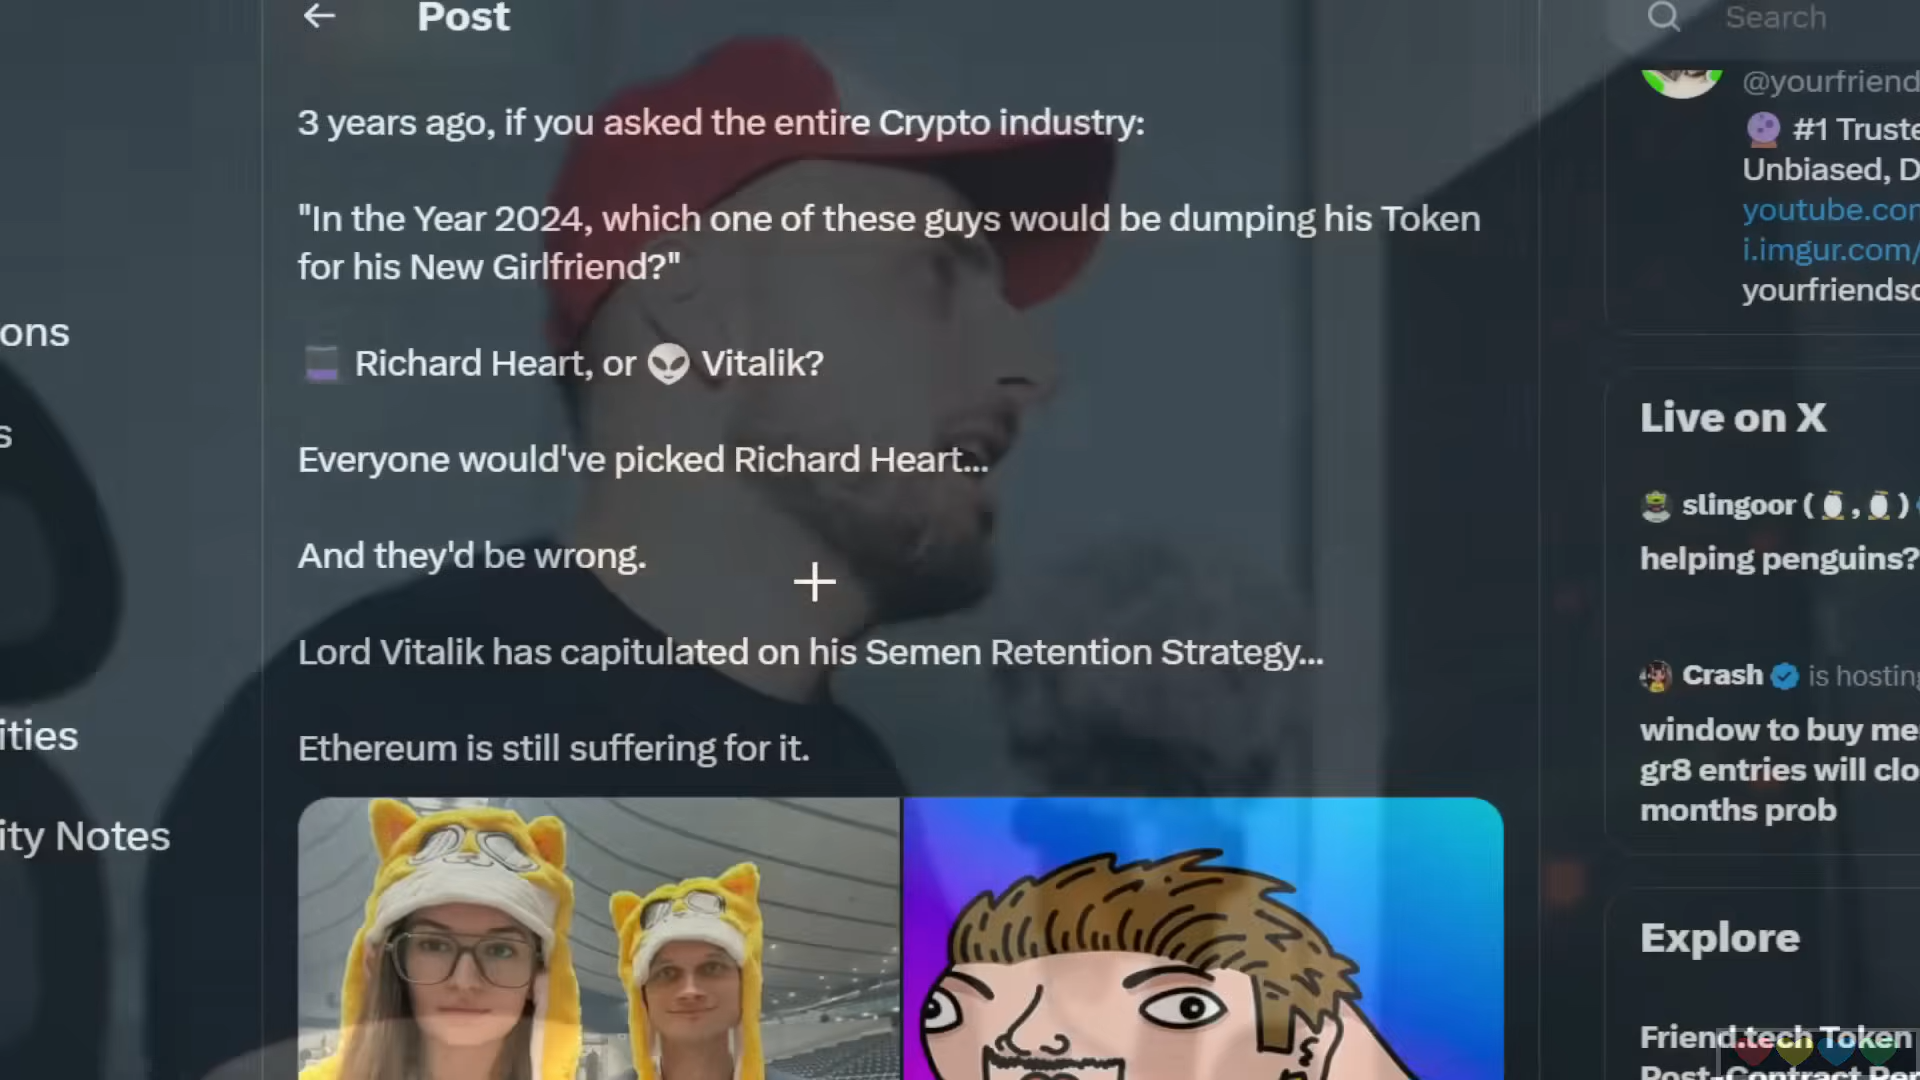 Post
3 years ago, if you asked the entire Crypto industry:
"In the Year 2024, which one of these guys would be dumping his Token
for his New Girlfriend?"
Richard Heart, or 👽 Vitalik?
Everyone would've picked Richard Heart...
And they'd be wrong.
Lord Vitalik has capitulated on his Semen Retention Strategy...
Ethereum is still suffering for it.
ons
s
ities
ity Notes
Search
@yourfriend
🔮 #1 Truste
Unbiased, D
youtube.con
i.imgur.com/
yourfriendso
Live on X
slingoor ( , )
helping penguins?
Crash is hosting
window to buy me
gr8 entries will clo
months prob
Explore
Friend.tech Token
Post-Contract Per